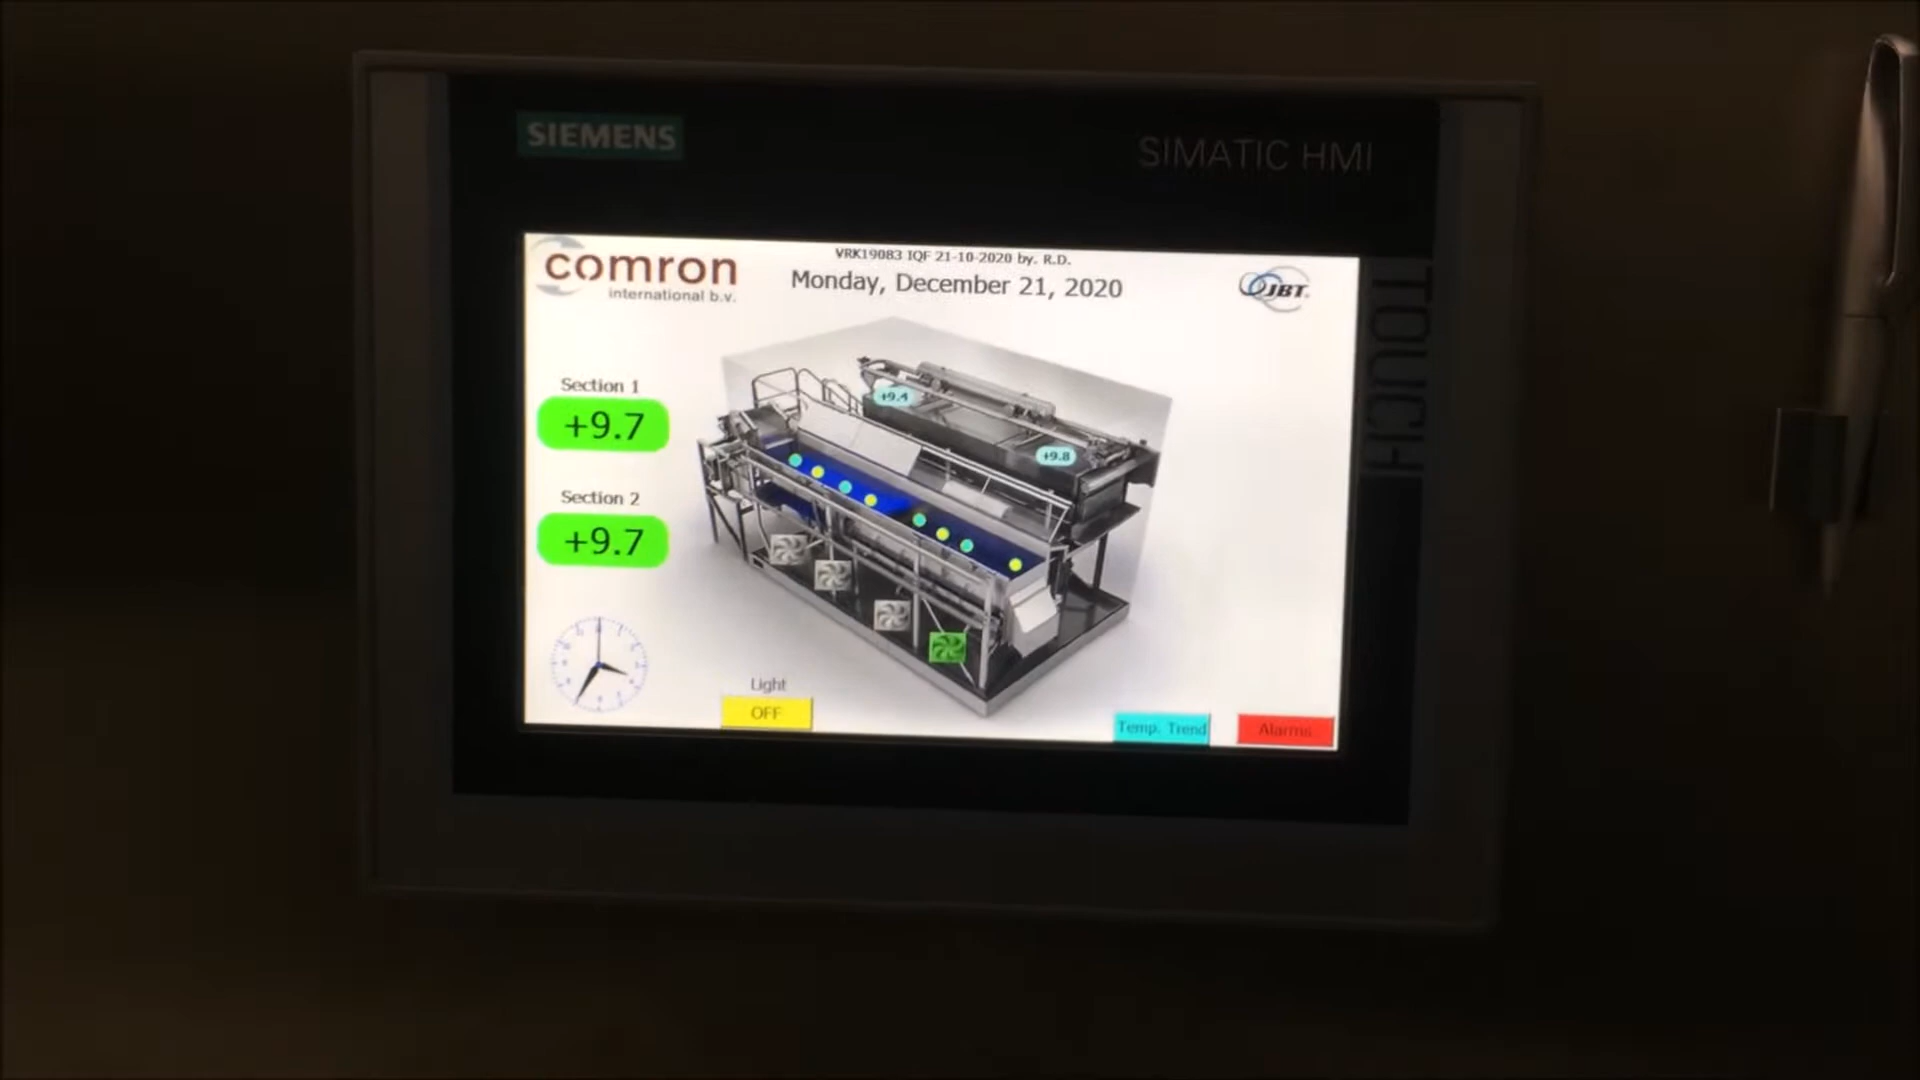 SIEMENS
SIMATIC HMI
TOUCH
comron
international b.v.
VRK19083 IQF 21-10-2020 by. R.D.
Monday, December 21, 2020
JBT
Section 1
+9.7
Section 2
+9.7
+9.4
+9.8
Light
OFF
Temp. Trend
Alarms